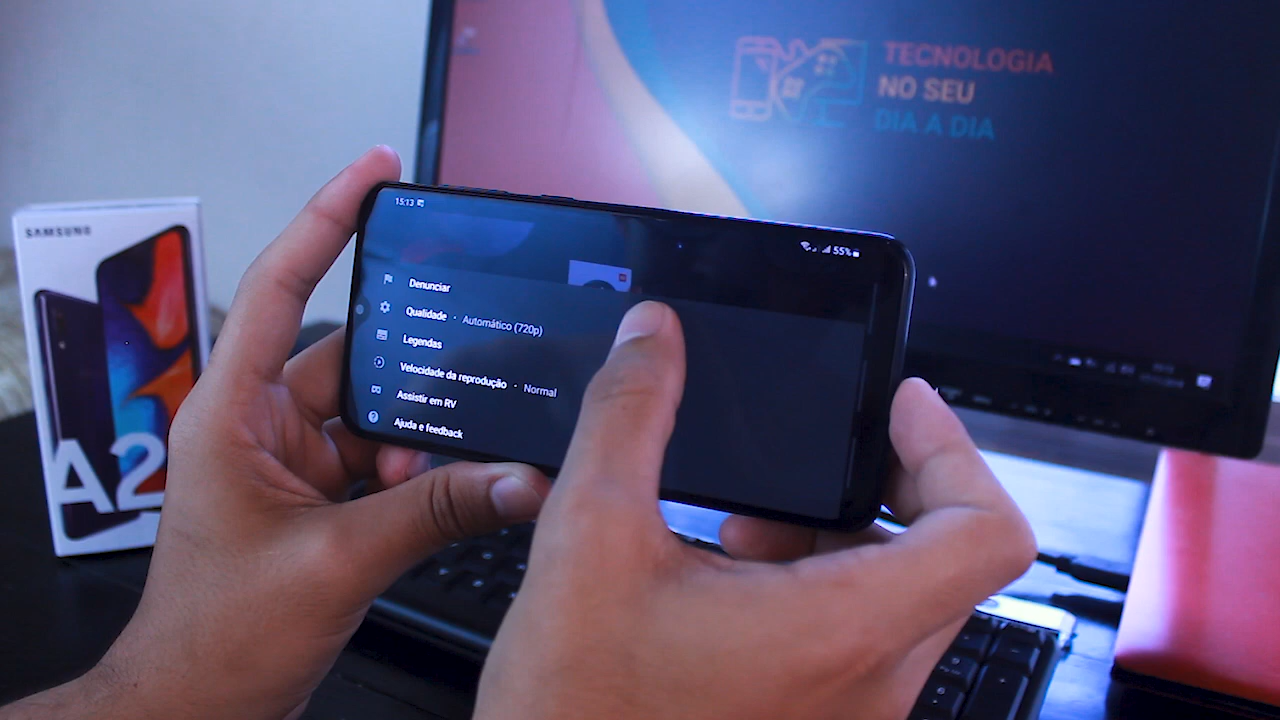 TECNOLOGIA
NO SEU
DIA A DIA
SAMSUNG
A2
15:13
55%
Denunciar
Qualidade · Automático (720p)
Legendas
Velocidade da reprodução · Normal
Assistir em RV
Ajuda e feedback